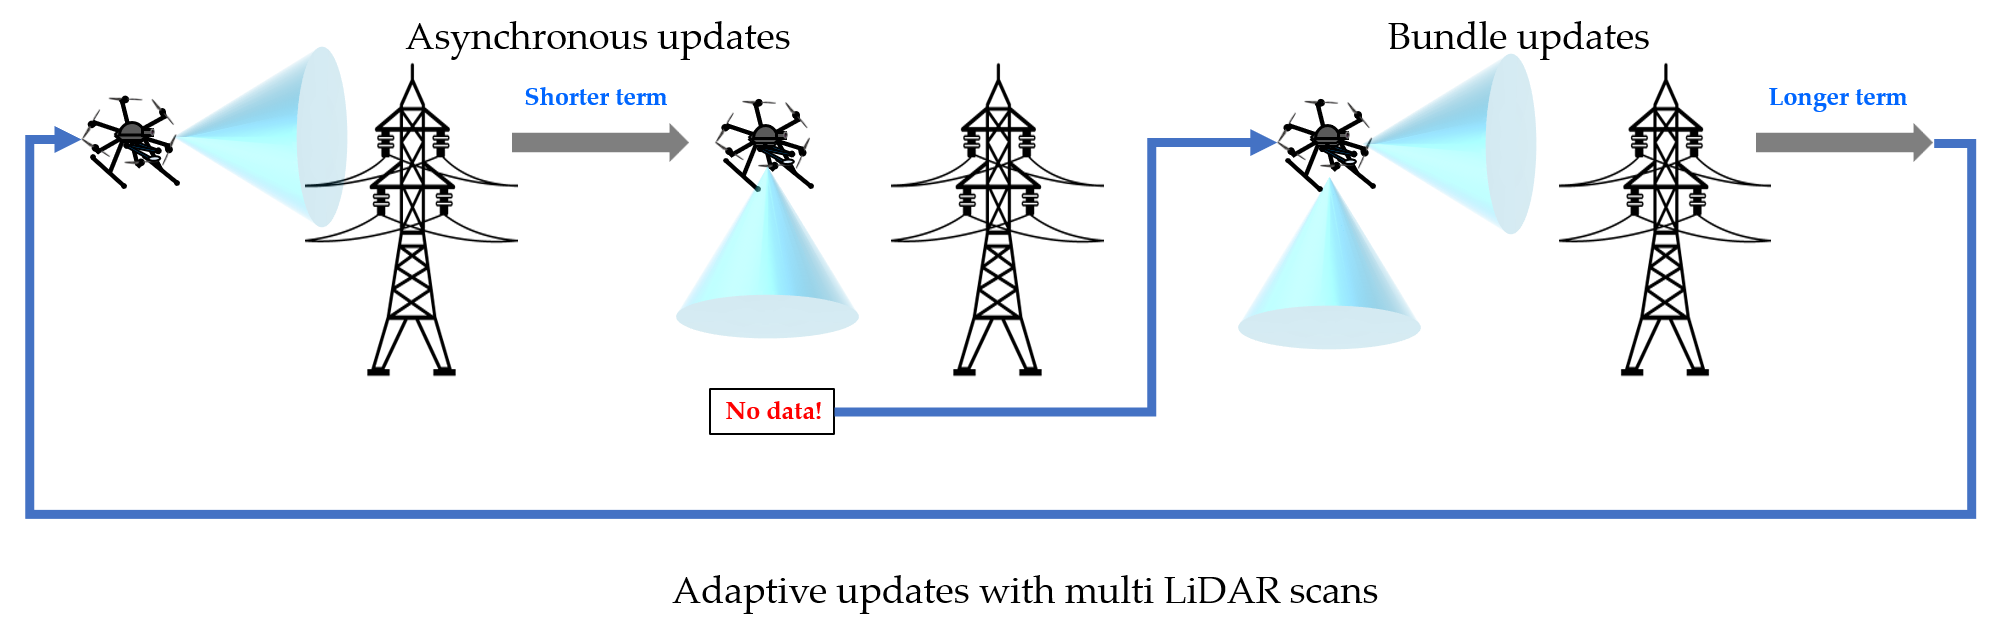 Asynchronous updates
Bundle updates
Shorter term
Longer term
No data!
Adaptive updates with multi LiDAR scans